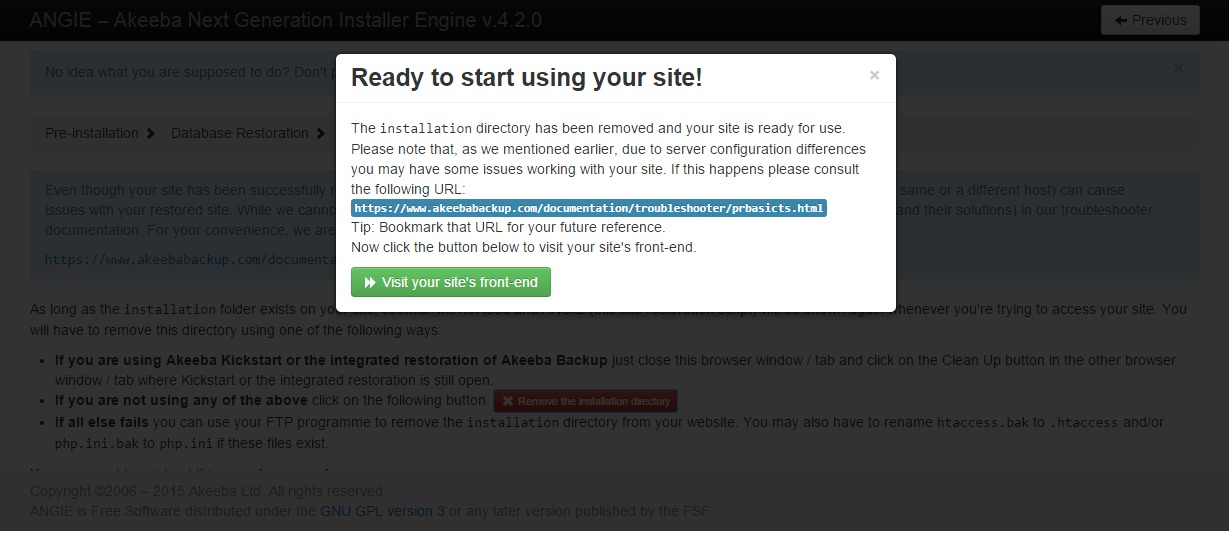 ANGIE – Akeeba Next Generation Installer Engine v.4.2.0
Previous
No idea what you are supposed to do? Don't
×
Ready to start using your site!
×
Pre-installation
Database Restoration
The installation directory has been removed and your site is ready for use.
Please note that, as we mentioned earlier, due to server configuration differences
you may have some issues working with your site. If this happens please consult
the following URL:
https://www.akeebabackup.com/documentation/troubleshooter/prbasicts.html
Tip: Bookmark that URL for your future reference.
Now click the button below to visit your site's front-end.
Visit your site's front-end
Even though your site has been successfully
same or a different host) can cause
issues with your restored site. While we
and their solutions) in our troubleshooter
documentation. For your convenience, we are
https://www.akeebabackup.com/documenta
As long as the installation folder exists on
whenever you're trying to access your site. You
will have to remove this directory using one of the following ways:
• If you are using Akeeba Kickstart or the integrated restoration of Akeeba Backup just close this browser window / tab and click on the Clean Up button in the other browser
window / tab where Kickstart or the integrated restoration is still open.
• If you are not using any of the above click on the following button. Remove the installation directory
• If all else fails you can use your FTP programme to remove the installation directory from your website. You may also have to rename htaccess.bak to .htaccess and/or
php.ini.bak to php.ini if these files exist.
Copyright ©2006 – 2015 Akeeba Ltd. All rights reserved.
ANGIE is Free Software distributed under the GNU GPL version 3 or any later version published by the FSF